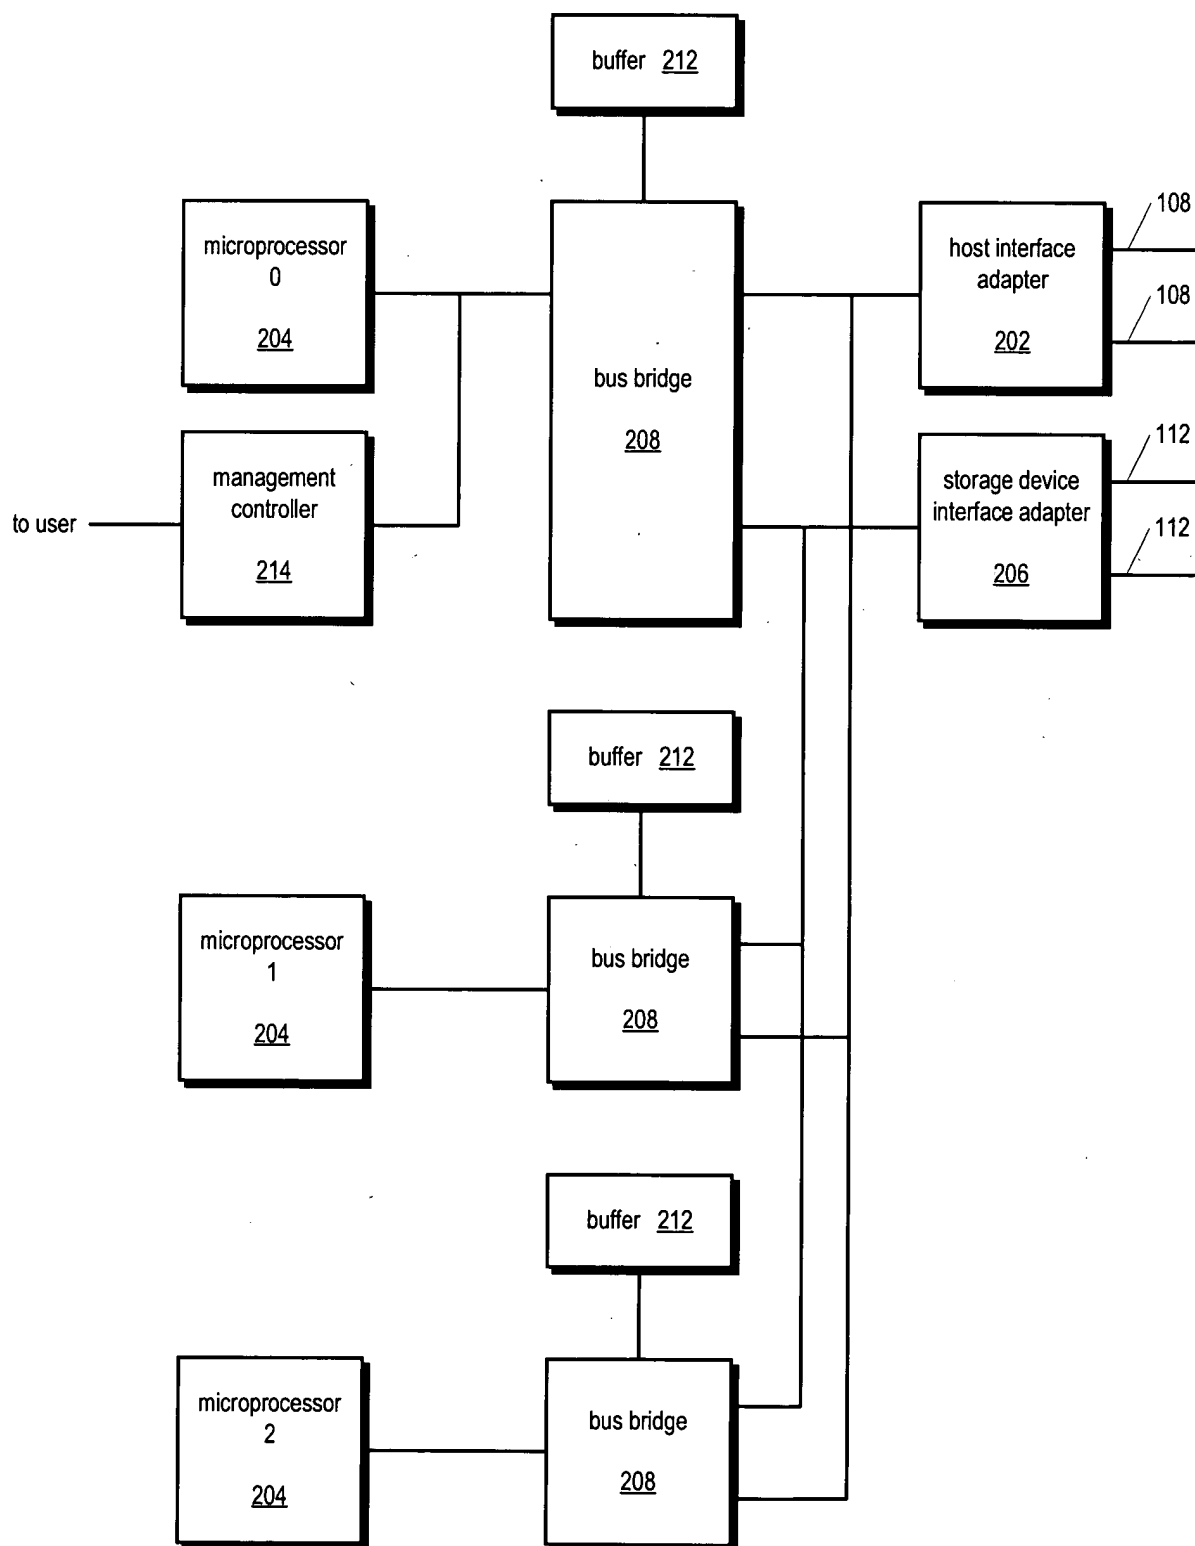 buffer 212
microprocessor
0
204
bus bridge
208
host interface
adapter
202
108
108
management
controller
214
to user
storage device
interface adapter
206
112
112
buffer 212
microprocessor
1
204
bus bridge
208
buffer 212
microprocessor
2
204
bus bridge
208